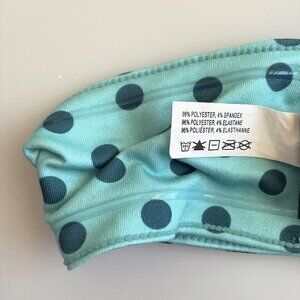 96% POLYESTER, 4% SPANDEX
96% POLYESTER, 4% ELASTANE
96% POLIÉSTER, 4% ELASTHANNE